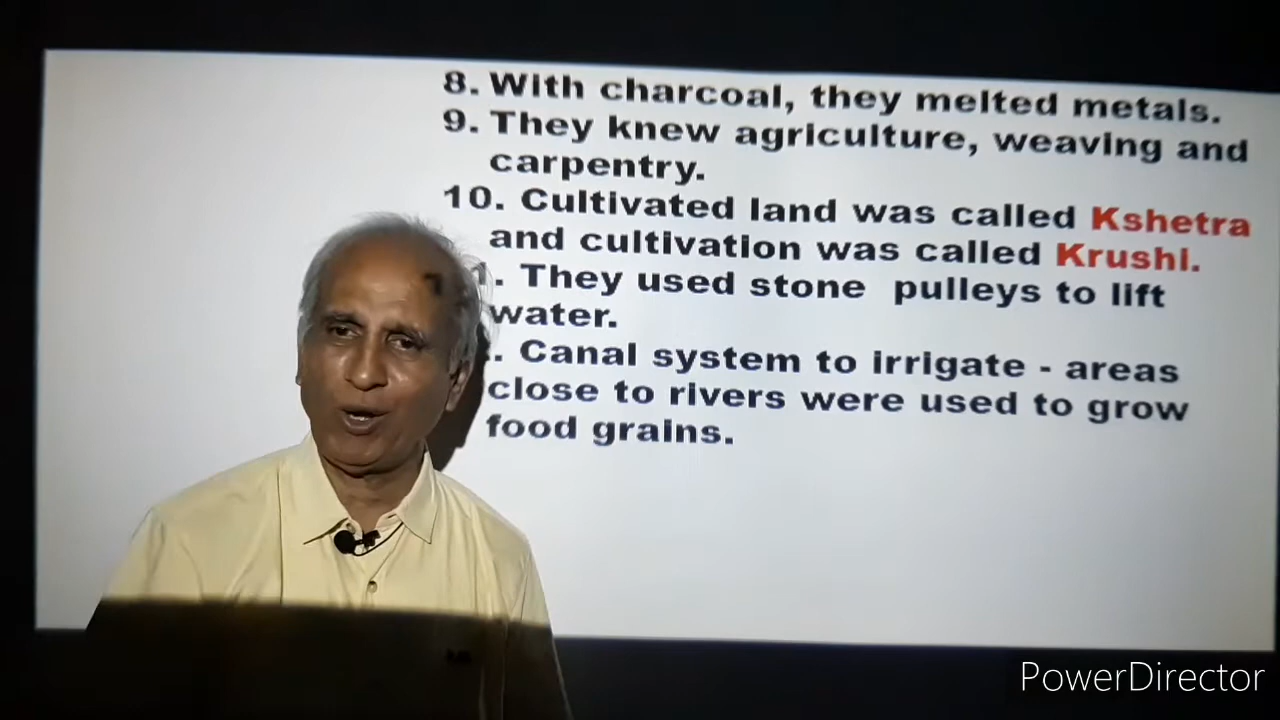 8. With charcoal, they melted metals.
9. They knew agriculture, weaving and
carpentry.
10. Cultivated land was called Kshetra
and cultivation was called Krushi.
1. They used stone pulleys to lift
water.
. Canal system to irrigate - areas
close to rivers were used to grow
food grains.
PowerDirector